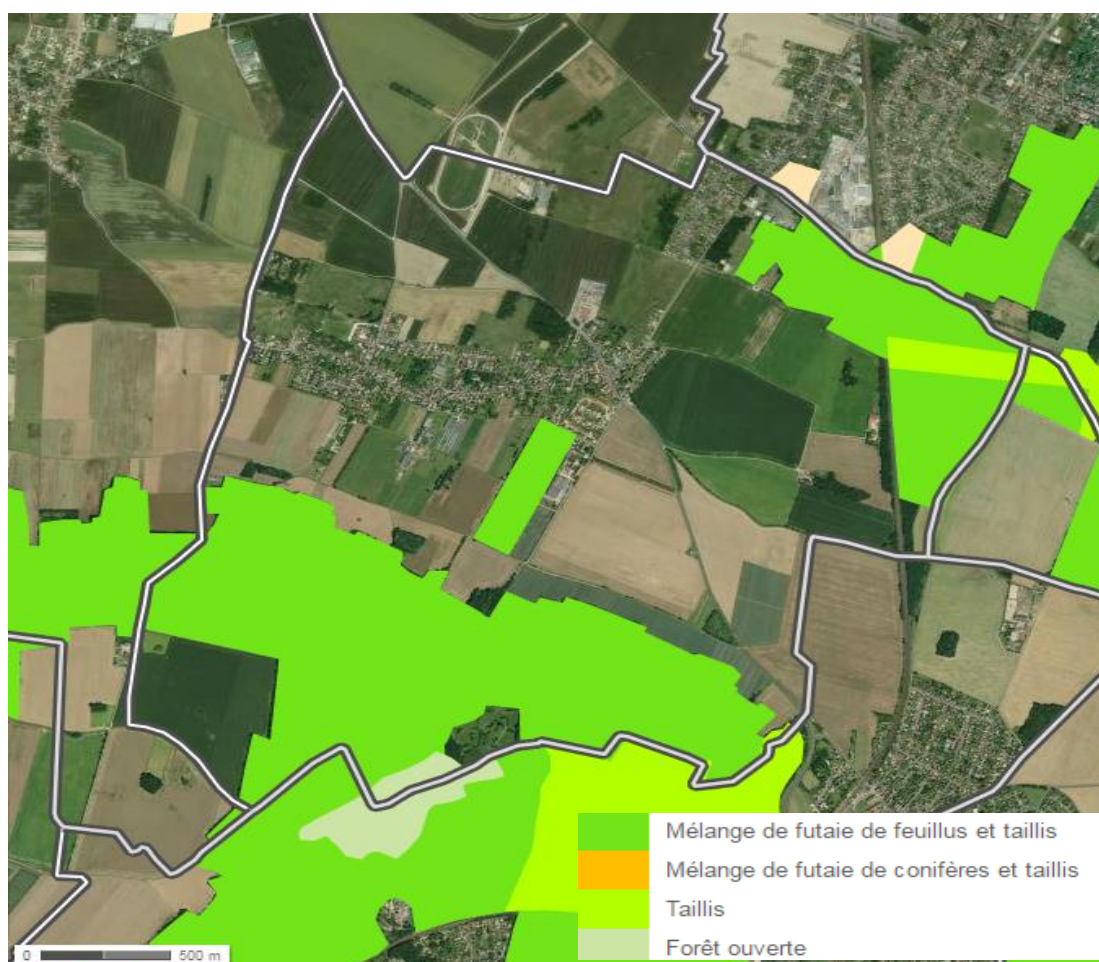 Mélange de futaie de feuillus et taillis
Mélange de futaie de conifères et taillis
Taillis
Forêt ouverte
0 500 m